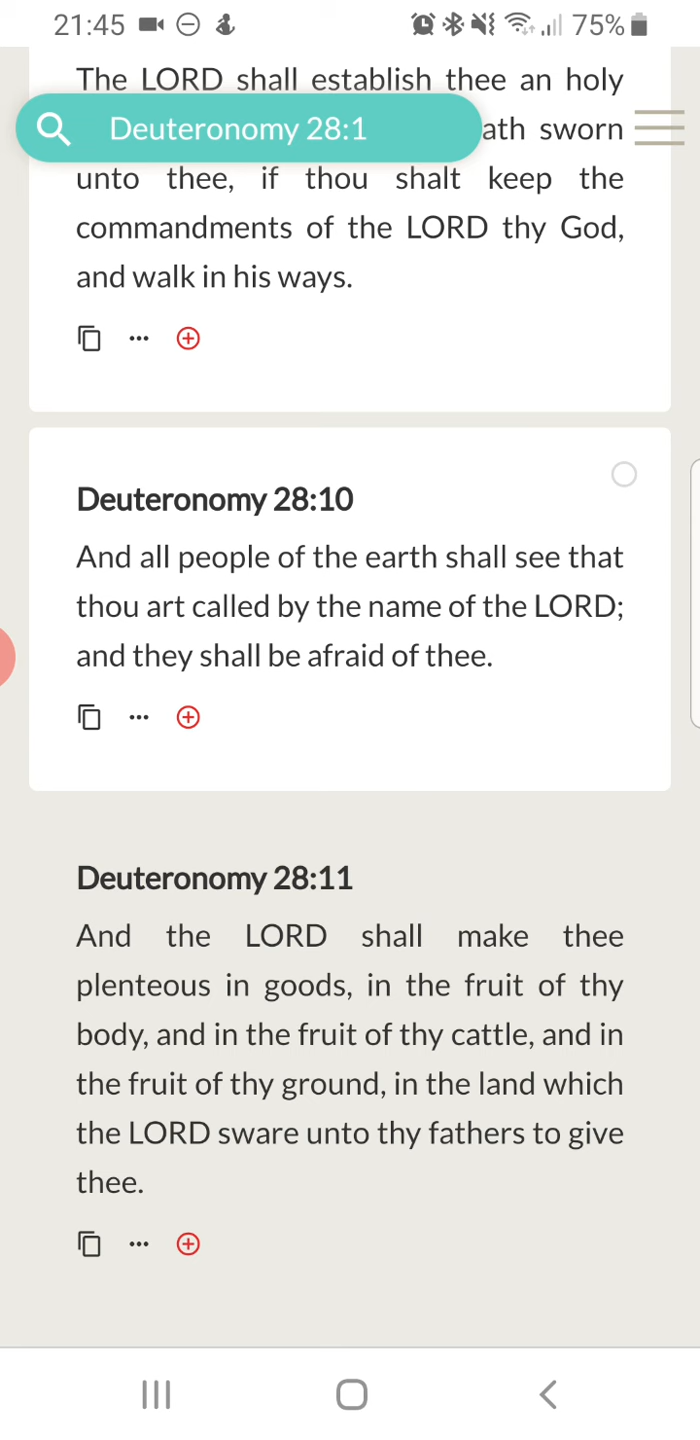 21:45
75%
The LORD shall establish thee an holy
Deuteronomy 28:1
ath sworn
unto thee, if thou shalt keep the
commandments of the LORD thy God,
and walk in his ways.
Deuteronomy 28:10
And all people of the earth shall see that
thou art called by the name of the LORD;
and they shall be afraid of thee.
Deuteronomy 28:11
And the LORD shall make thee
plenteous in goods, in the fruit of thy
body, and in the fruit of thy cattle, and in
the fruit of thy ground, in the land which
the LORD sware unto thy fathers to give
thee.